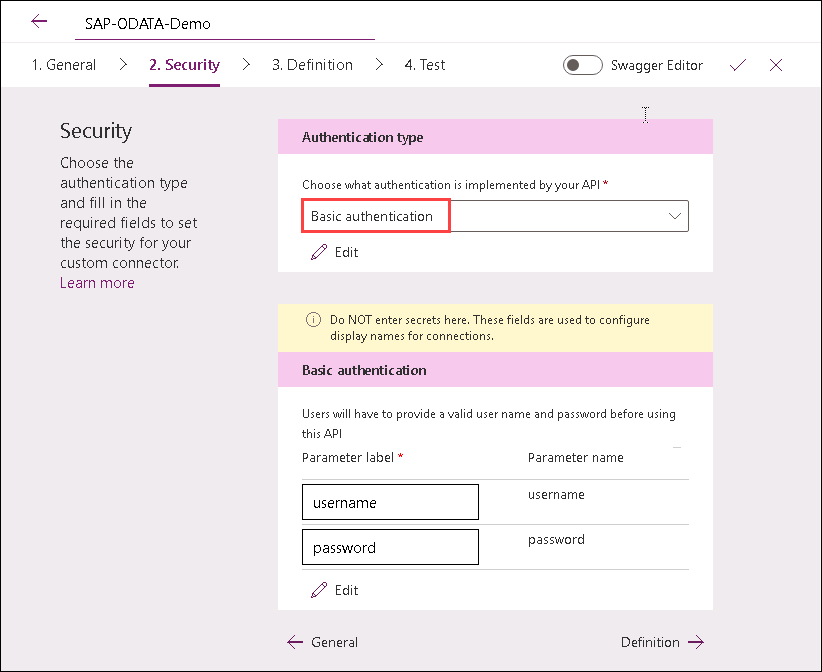 SAP-ODATA-Demo
1. General
2. Security
3. Definition
4. Test
Swagger Editor
Security
Choose the
authentication type
and fill in the
required fields to set
the security for your
custom connector.
Learn more
Authentication type
Choose what authentication is implemented by your API *
Basic authentication
Edit
Do NOT enter secrets here. These fields are used to configure
display names for connections.
Basic authentication
Users will have to provide a valid user name and password before using
this API
Parameter label * Parameter name
username username
password password
Edit
General
Definition